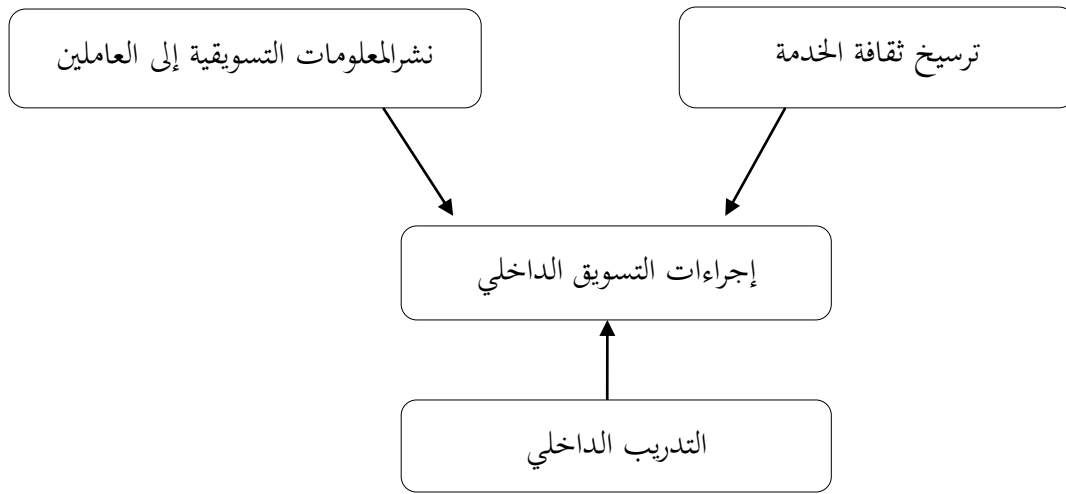 ترسيخ ثقافة الخدمة
نشرالمعلومات التسويقية إلى العاملين
إجراءات التسويق الداخلي
التدريب الداخلي